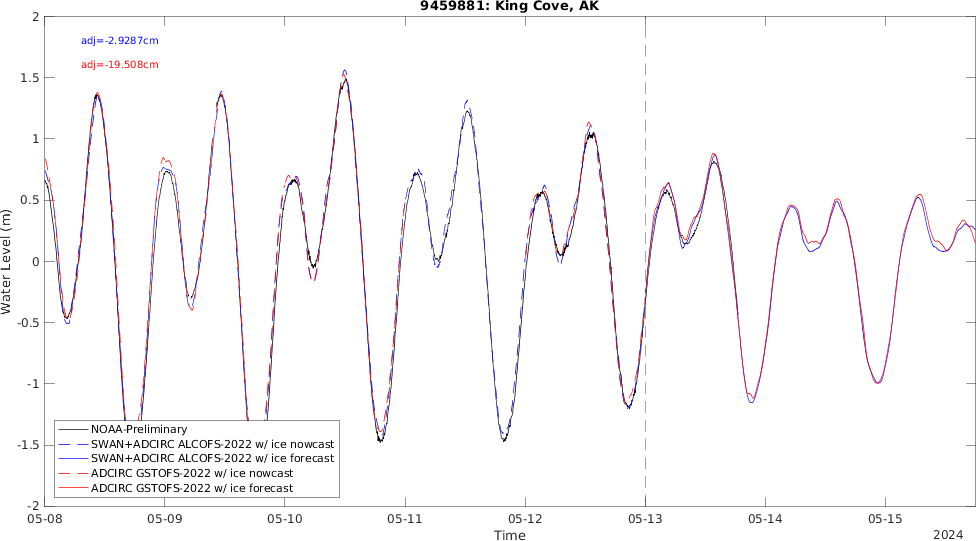 9459881: King Cove, AK
adj=-2.9287cm
adj=-19.508cm
Water Level (m)
2
1.5
1
0.5
0
-0.5
-1
-1.5
-2
NOAA-Preliminary
SWAN+ADCIRC ALCOFS-2022 w/ ice nowcast
SWAN+ADCIRC ALCOFS-2022 w/ ice forecast
ADCIRC GSTOFS-2022 w/ ice nowcast
ADCIRC GSTOFS-2022 w/ ice forecast
05-08 05-09 05-10 05-11 05-12 05-13 05-14 05-15
Time
2024